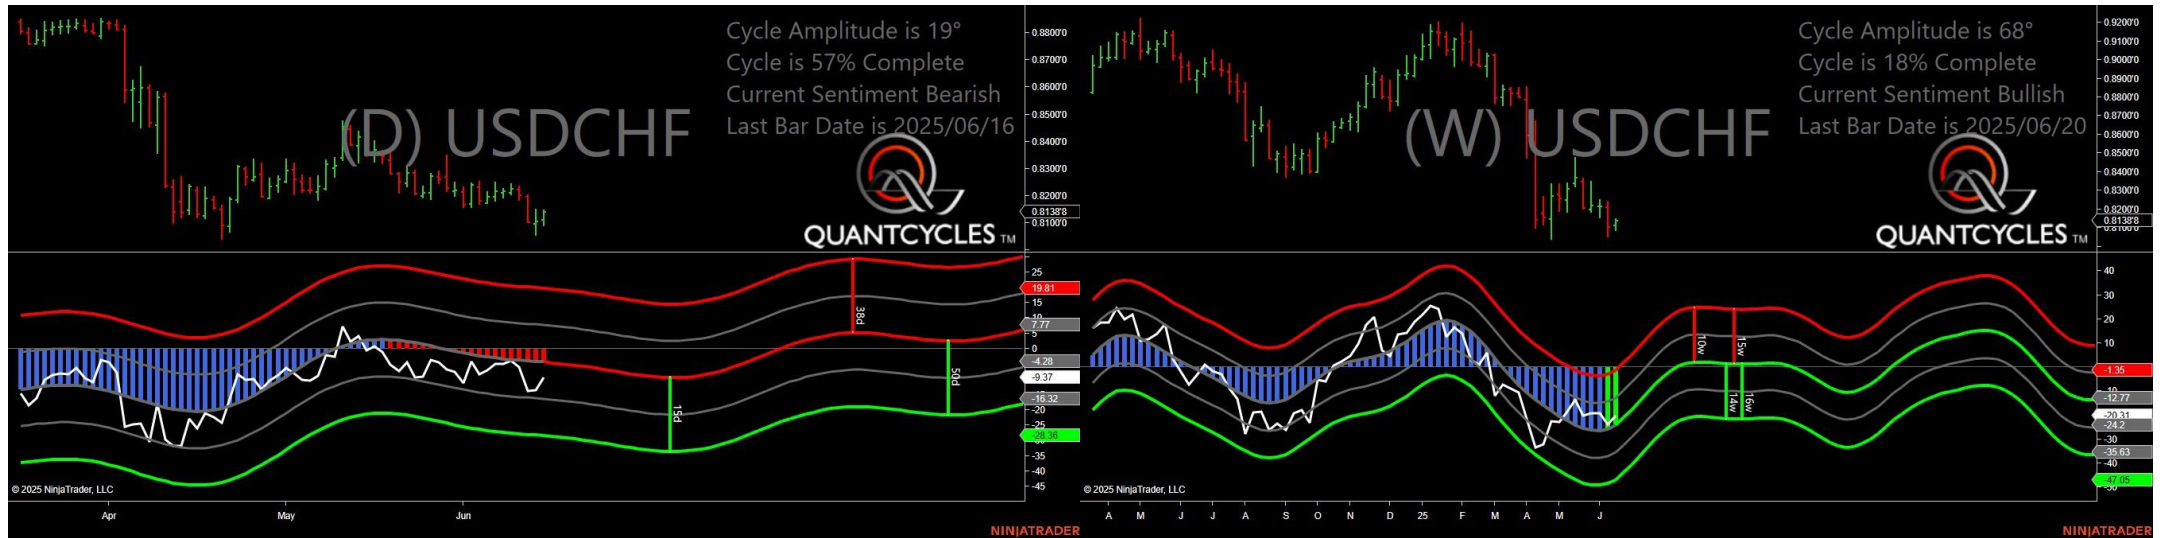 Cycle Amplitude is 19°
Cycle is 57% Complete
Current Sentiment Bearish
Last Bar Date is 2025/06/16
(D) USDCHF
QUANTCYCLES TM
0.8800'0
0.8700'0
0.8600'0
0.8500'0
0.8400'0
0.8300'0
0.8200'0
0.8138'8
0.8100'0
25
19.81
15
7.77
5
0
-4.28
-9.37
-16.32
-20
-25
-28.36
-35
-40
-45
38d
15d
50d
© 2025 NinjaTrader, LLC
Apr May Jun
NINJATRADER
Cycle Amplitude is 68°
Cycle is 18% Complete
Current Sentiment Bullish
Last Bar Date is 2025/06/20
(W) USDCHF
QUANTCYCLES TM
0.9200'0
0.9100'0
0.9000'0
0.8900'0
0.8800'0
0.8700'0
0.8600'0
0.8500'0
0.8400'0
0.8300'0
0.8200'0
0.8138'8
0.8100'0
40
30
20
10
-1.35
-10
-12.77
-20.31
-24.2
-30
-35.63
-40
-47.05
10w
15w
14w
16w
© 2025 NinjaTrader, LLC
A M J J A S O N D 25 F M A M J
NINJATRADER